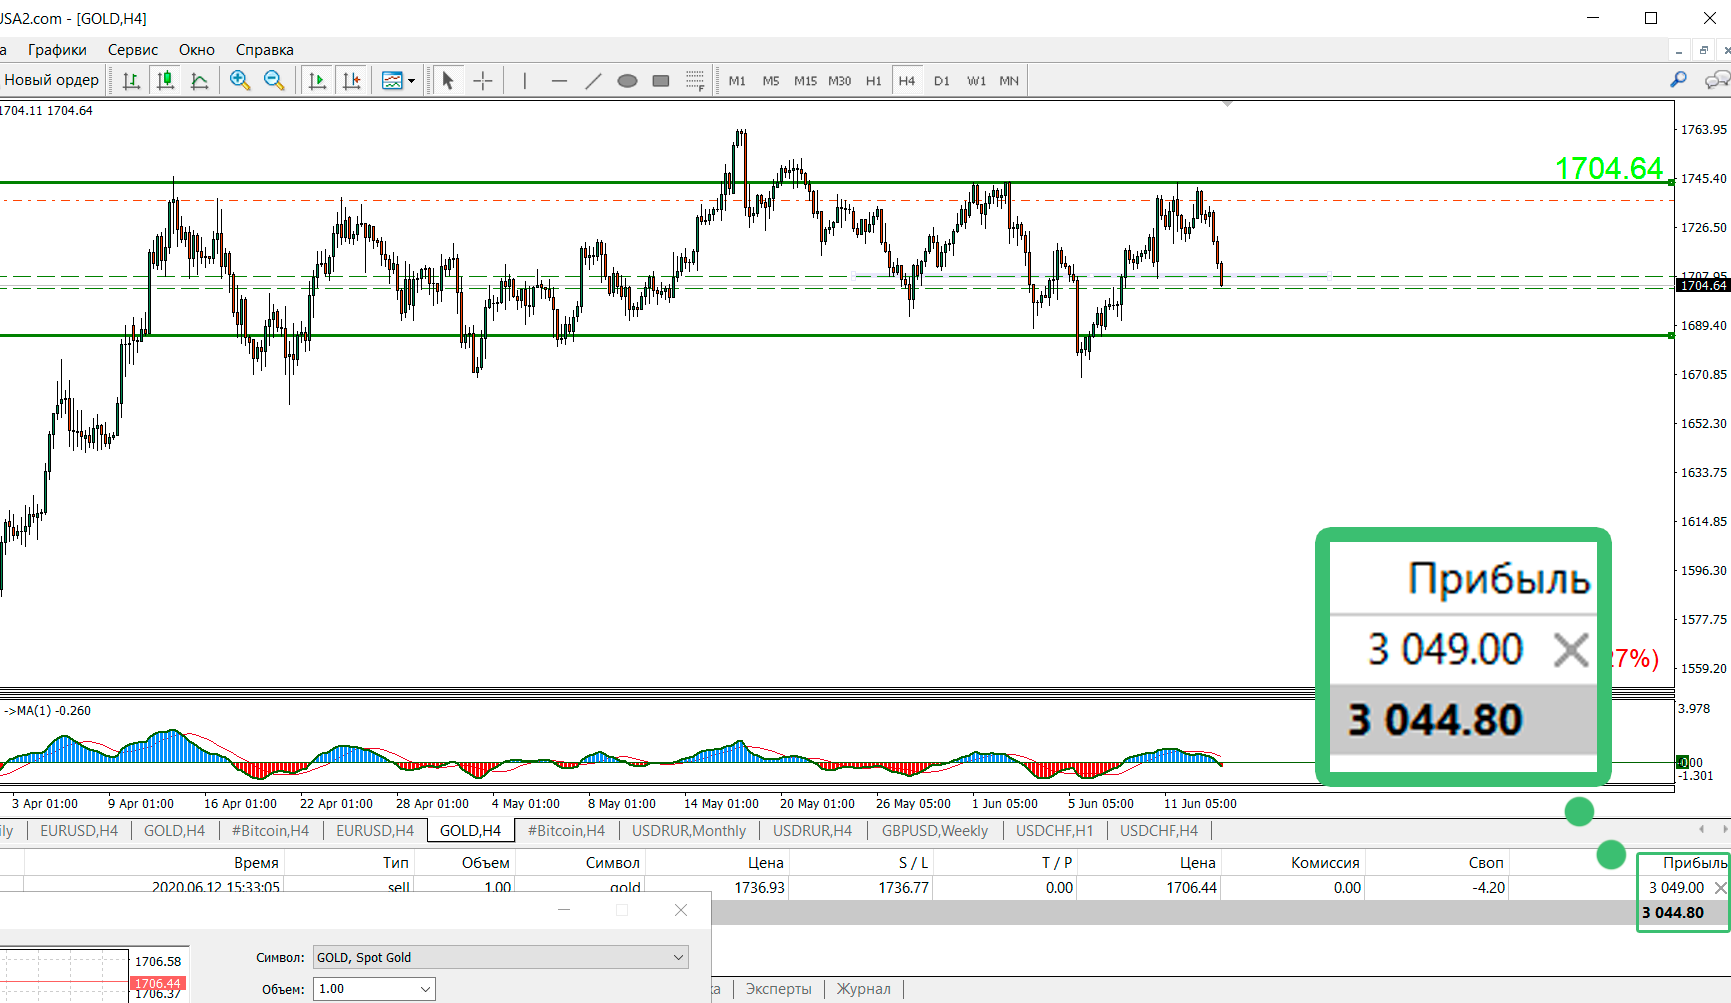 USA2.com - [GOLD,H4]
а Графики Сервис Окно Справка
Новый ордер M1 M5 M15 M30 H1 H4 D1 W1 MN
1704.11 1704.64
1704.64
1763.95
1745.40
1726.50
1707.95
1704.64
1689.40
1670.85
1652.30
1633.75
1614.85
1596.30
1577.75
1559.20
Прибыль
3 049.00
3 044.80
27%)
->MA(1) -0.260
3.978
0.00
-1.301
3 Apr 01:00 9 Apr 01:00 16 Apr 01:00 22 Apr 01:00 28 Apr 01:00 4 May 01:00 8 May 01:00 14 May 01:00 20 May 01:00 26 May 05:00 1 Jun 05:00 5 Jun 05:00 11 Jun 05:00
ily EURUSD,H4 GOLD,H4 #Bitcoin,H4 EURUSD,H4 GOLD,H4 #Bitcoin,H4 USDRUR,Monthly USDRUR,H4 GBPUSD,Weekly USDCHF,H1 USDCHF,H4
Время Тип Объем Символ Цена S / L T / P Цена Комиссия Своп Прибыль
2020.06.12 15:33:05 sell 1.00 gold 1736.93 1736.77 0.00 1706.44 0.00 -4.20 3 049.00
3 044.80
1706.58
1706.44
1706.37
Символ: GOLD, Spot Gold
Объем: 1.00
ка Эксперты Журнал